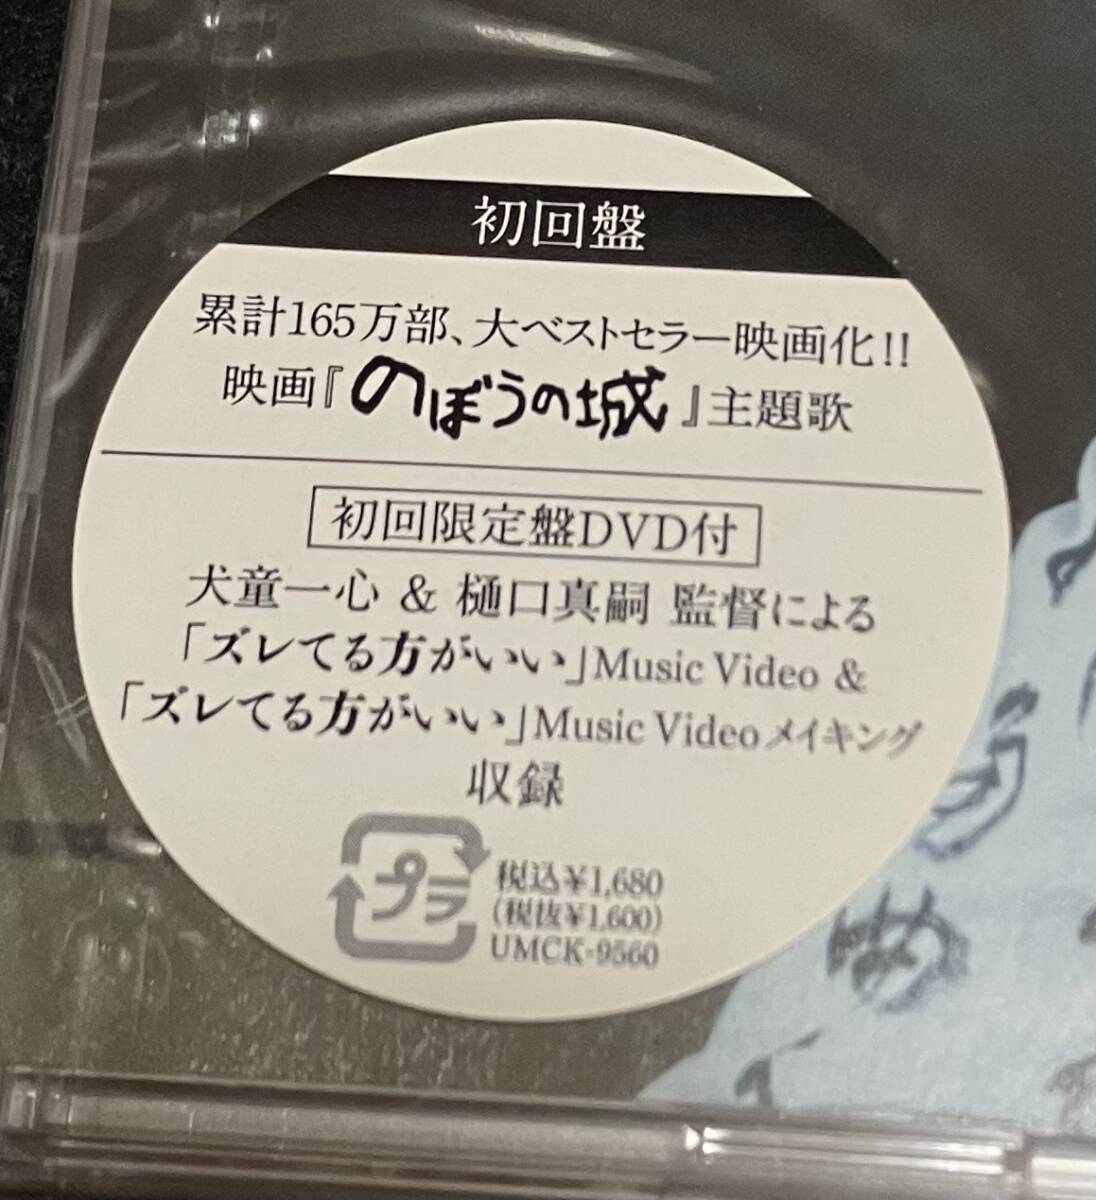 初回盤
累計165万部、大ベストセラー映画化!!
映画『のぼうの城』主題歌
初回限定盤DVD付
犬童一心 & 樋口真嗣 監督による
「ズレてる方がいい」Music Video &
「ズレてる方がいい」Music Videoメイキング
収録
プラ
税込¥1,680
(税抜¥1,600)
UMCK-9560